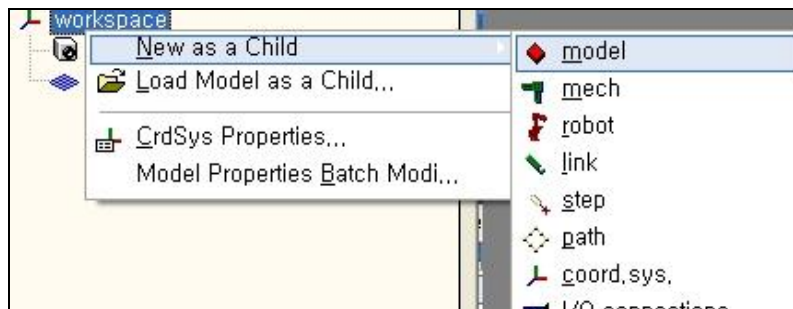 workspace
New as a Child
Load Model as a Child...
CrdSys Properties...
Model Properties Batch Modi...
model
mech
robot
link
step
path
coord.sys.
I/O connections